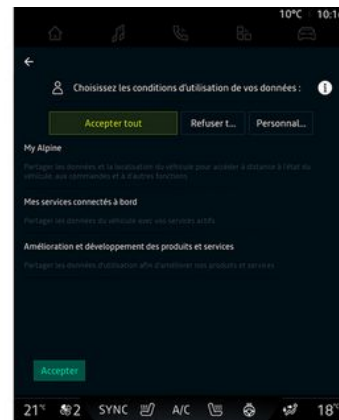 10°C 10:1
Choisissez les conditions d'utilisation de vos données :
Accepter tout Refuser t... Personnal...
My Alpine
Partager les données et la localisation du véhicule pour accéder à distance à l'état du
véhicule, aux commandes et à d'autres fonctions
Mes services connectés à bord
Partager les données du véhicule avec vos services actifs
Amélioration et développement des produits et services
Partager les données d'utilisation afin d'améliorer nos produits et services
Accepter
21° 2 SYNC A/C 18°